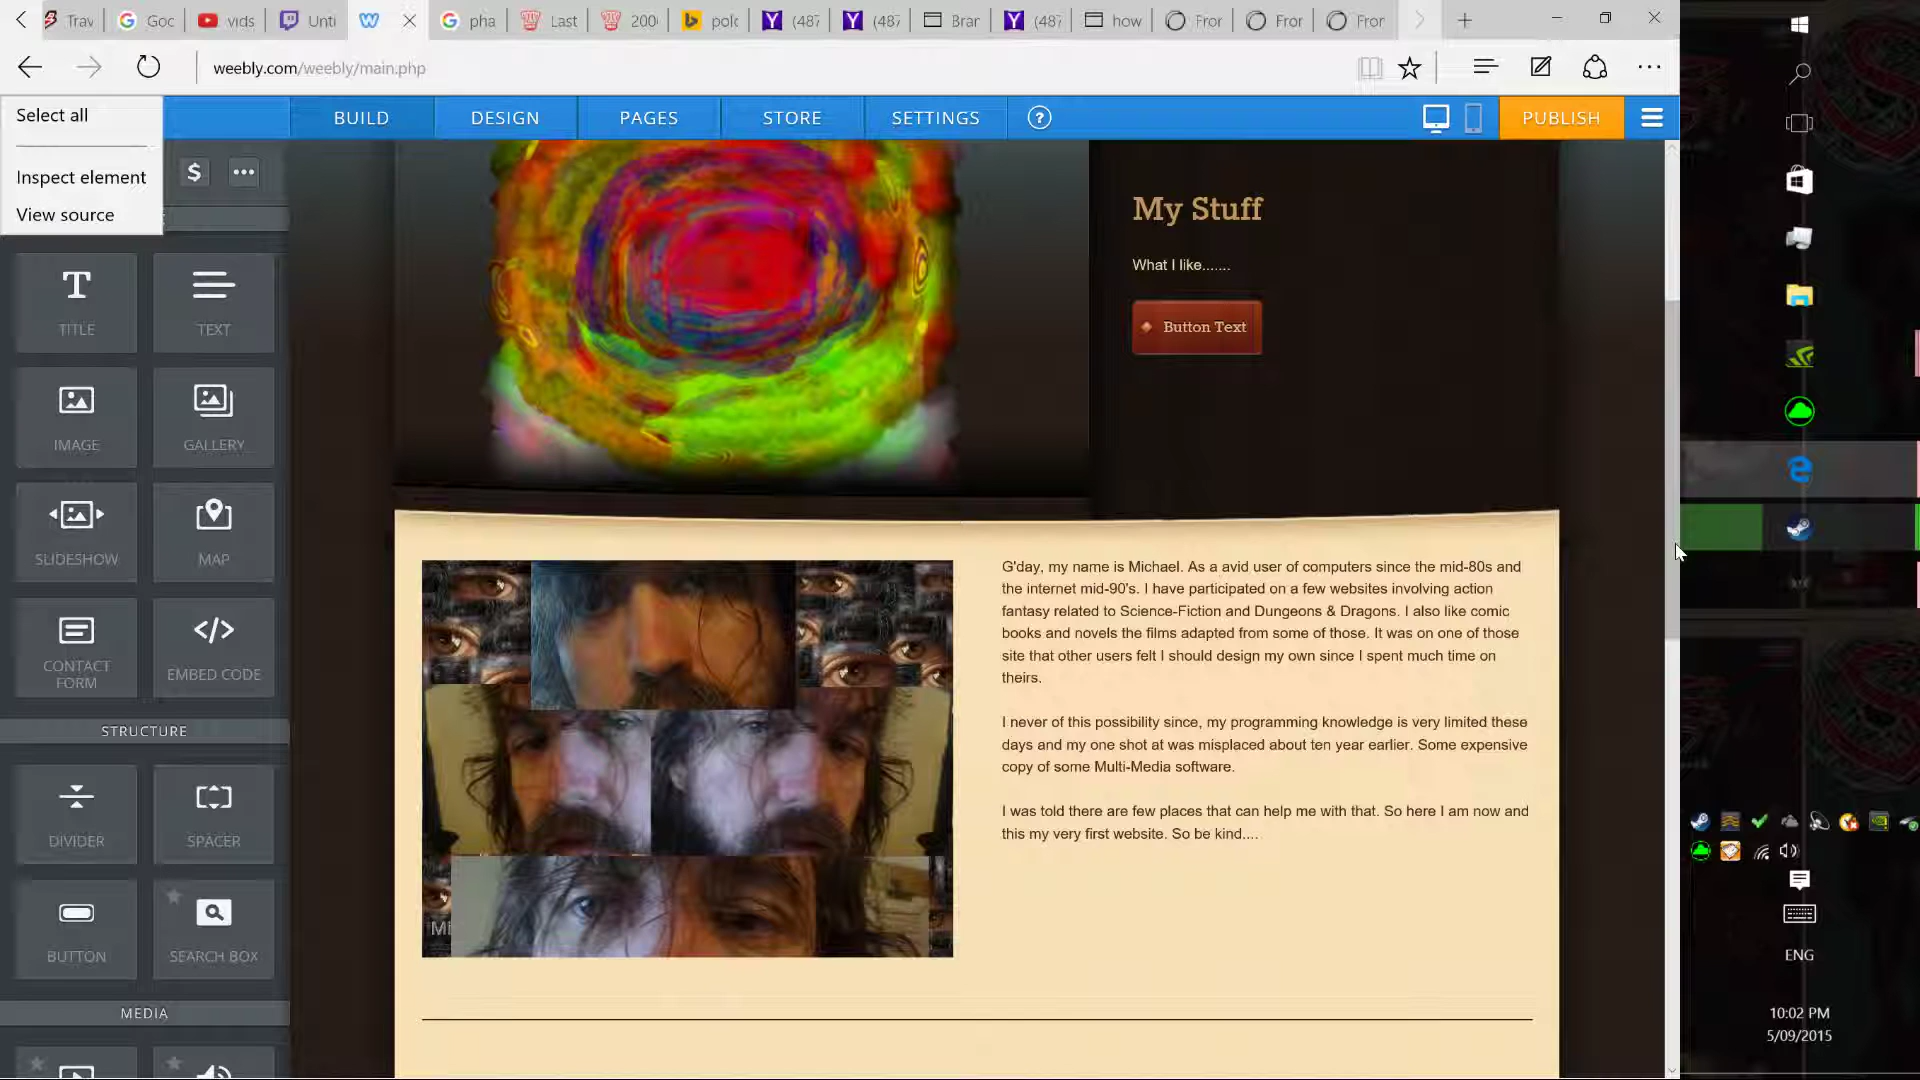 Trav
Goc
vids
Unti
pha
Last
200
polc
(487
(487
Brar
(487
how
Fror
Fror
Fror
weebly.com/weebly/main.php
Select all
Inspect element
View source
BUILD
DESIGN
PAGES
STORE
SETTINGS
?
PUBLISH
$
TITLE
TEXT
IMAGE
GALLERY
SLIDESHOW
MAP
CONTACT
FORM
EMBED CODE
STRUCTURE
DIVIDER
SPACER
BUTTON
SEARCH BOX
MEDIA
My Stuff
What I like.......
Button Text
Mi
G'day, my name is Michael. As a avid user of computers since the mid-80s and
the internet mid-90's. I have participated on a few websites involving action
fantasy related to Science-Fiction and Dungeons & Dragons. I also like comic
books and novels the films adapted from some of those. It was on one of those
site that other users felt I should design my own since I spent much time on
theirs.
I never of this possibility since, my programming knowledge is very limited these
days and my one shot at was misplaced about ten year earlier. Some expensive
copy of some Multi-Media software.
I was told there are few places that can help me with that. So here I am now and
this my very first website. So be kind....
ENG
10:02 PM
5/09/2015